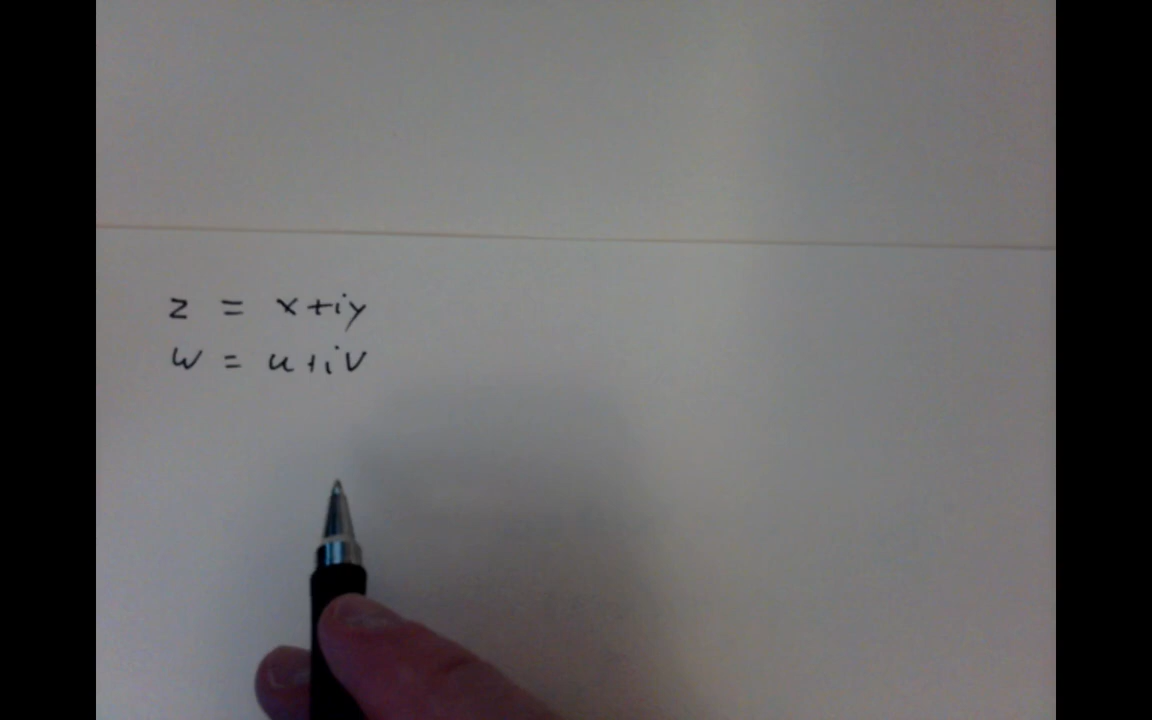 z = x+iy
w = u+iv